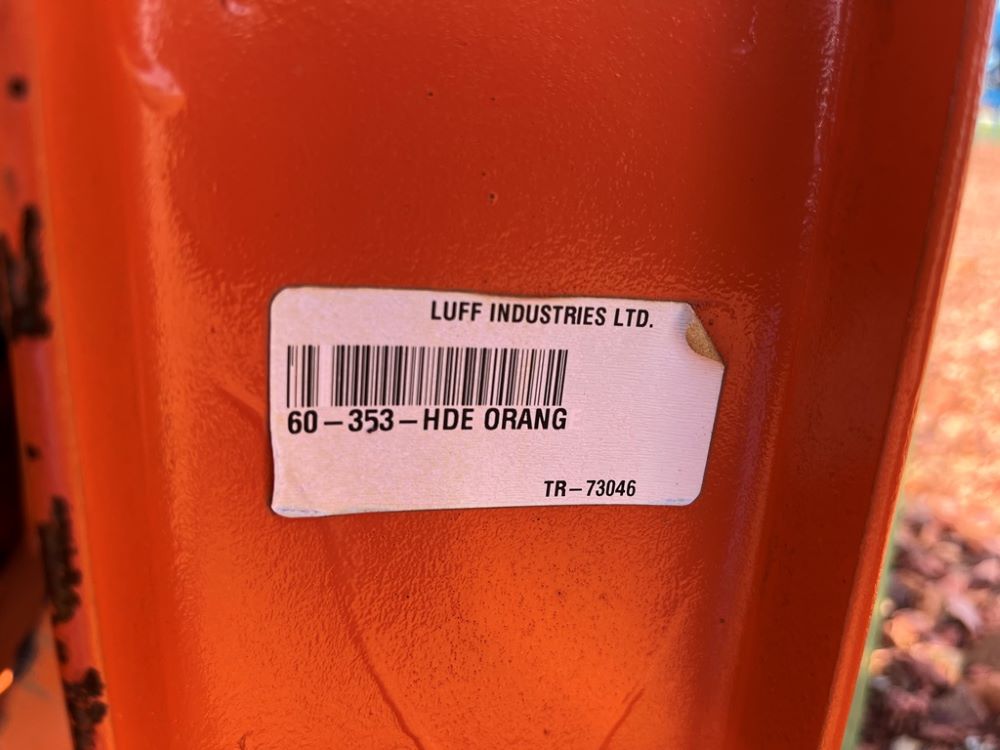 LUFF INDUSTRIES LTD.
60-353-HDE ORANG
TR-73046